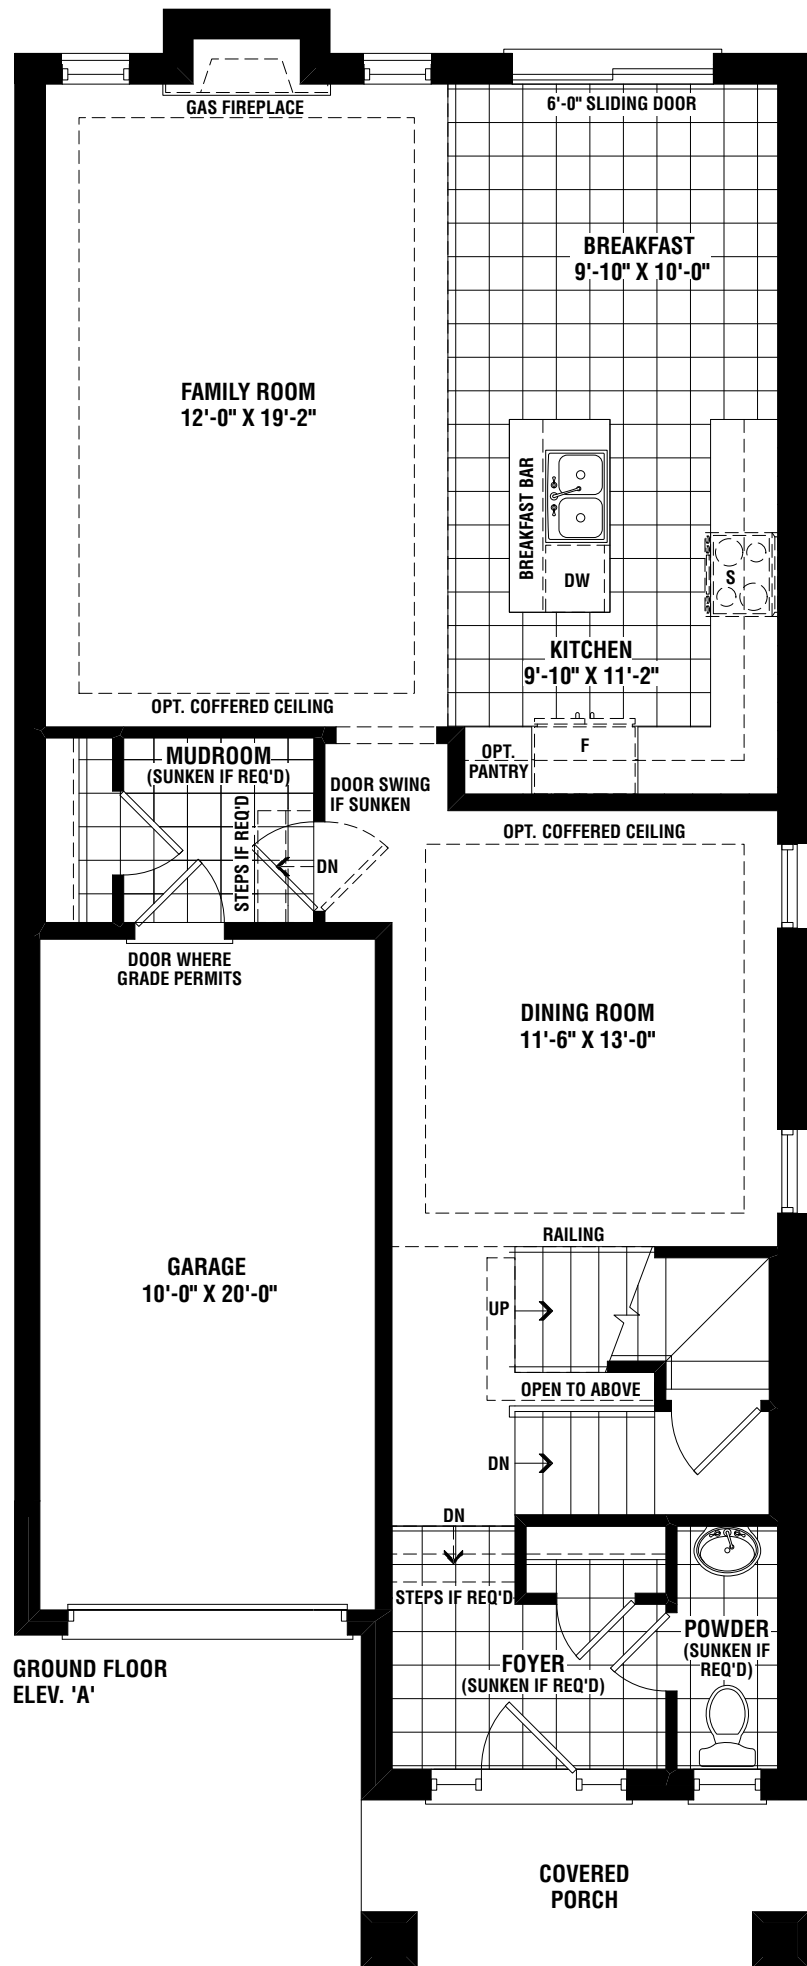 GAS FIREPLACE
6'-0" SLIDING DOOR
BREAKFAST
9'-10" X 10'-0"
FAMILY ROOM
12'-0" X 19'-2"
BREAKFAST BAR
DW
S
KITCHEN
9'-10" X 11'-2"
OPT. COFFERED CEILING
OPT.
PANTRY
F
MUDROOM
(SUNKEN IF REQ'D)
DOOR SWING
IF SUNKEN
STEPS IF REQ'D
DN
OPT. COFFERED CEILING
DOOR WHERE
GRADE PERMITS
DINING ROOM
11'-6" X 13'-0"
RAILING
GARAGE
10'-0" X 20'-0"
UP
OPEN TO ABOVE
DN
DN
STEPS IF REQ'D
POWDER
(SUNKEN IF
REQ'D)
FOYER
(SUNKEN IF REQ'D)
GROUND FLOOR
ELEV. 'A'
COVERED
PORCH